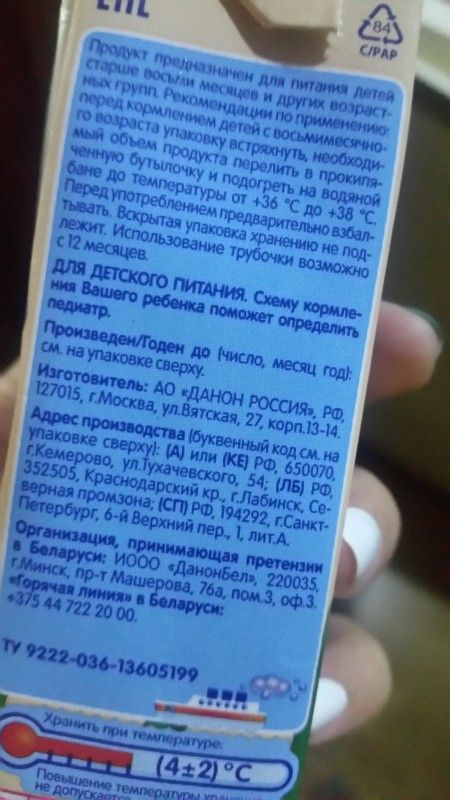 ЕАС
84
C/PAP
Продукт предназначен для питания детей
старше восьми месяцев и других возраст-
ных групп. Рекомендации по применению:
перед кормлением детей с восьмимесячно-
го возраста упаковку встряхнуть, необходи-
мый объем продукта перелить в прокипя-
ченную бутылочку и подогреть на водяной
бане до температуры от +36 °С до +38 °С.
Перед употреблением предварительно взбал-
тывать. Вскрытая упаковка хранению не под-
лежит. Использование трубочки возможно
с 12 месяцев.
ДЛЯ ДЕТСКОГО ПИТАНИЯ. Схему кормле-
ния Вашего ребенка поможет определить
педиатр.
Произведен/Годен до (число, месяц год):
см. на упаковке сверху.
Изготовитель: АО «ДАНОН РОССИЯ», РФ,
127015, г.Москва, ул.Вятская, 27, корп.13-14.
Адрес производства (буквенный код см. на
упаковке сверху): (А) или (КЕ) РФ, 650070,
г.Кемерово, ул.Тухачевского, 54; (ЛБ) РФ,
352505, Краснодарский кр., г.Лабинск, Се-
верная промзона; (СП) РФ, 194292, г.Санкт-
Петербург, 6-й Верхний пер., 1, лит.А.
Организация, принимающая претензии
в Беларуси: ИООО «ДанонБел», 220035,
г.Минск, пр-т Машерова, 76а, пом.3, оф.3.
«Горячая линия» в Беларуси:
+375 44 722 20 00.
ТУ 9222-036-13605199
Хранить при температуре:
(4±2) °С
Повышение температуры хранения
не допускается